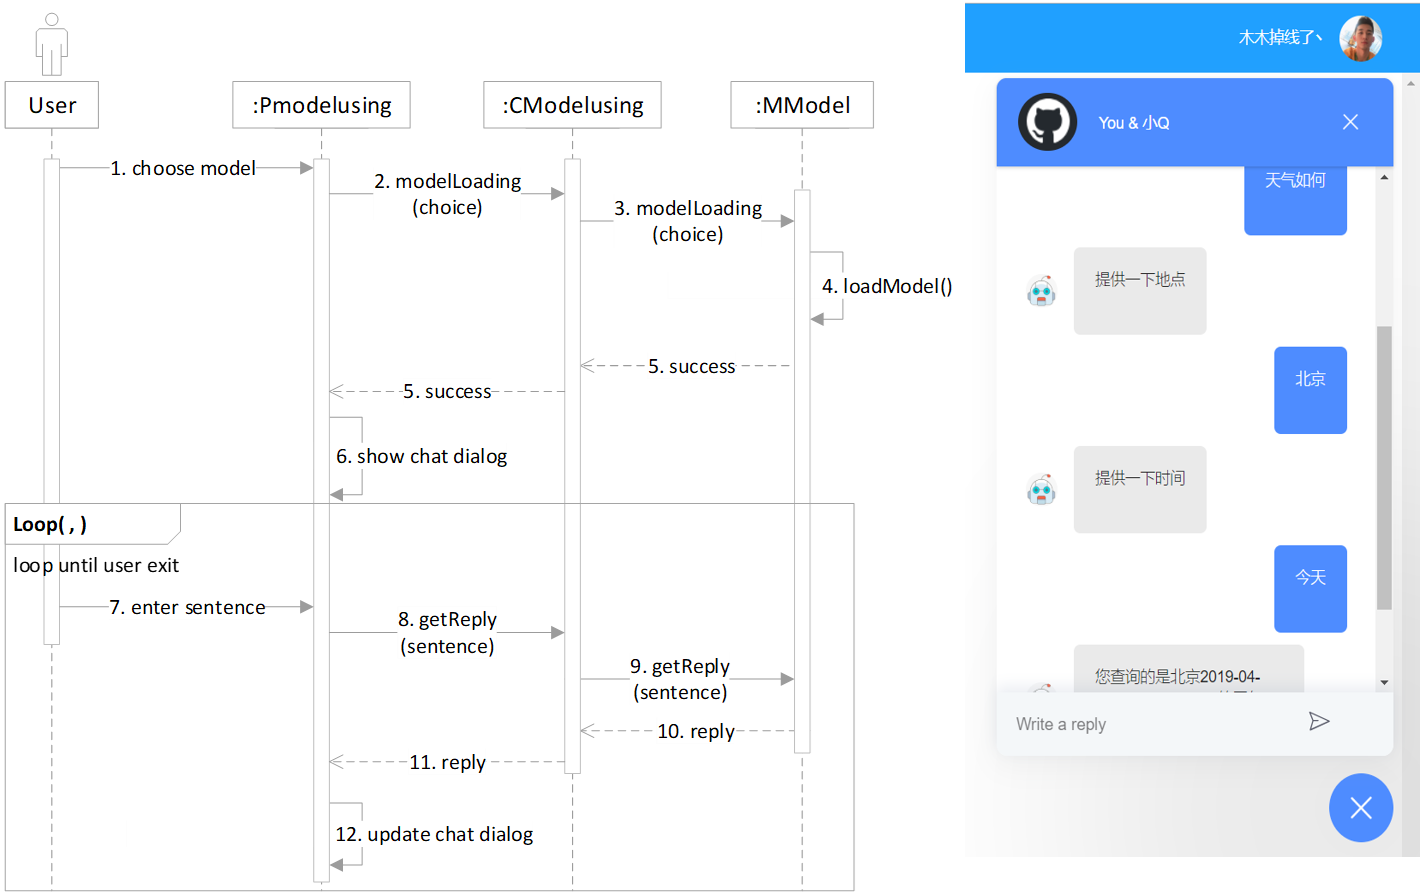 User
:Pmodelusing
:CModelusing
:MModel
1. choose model
2. modelLoading
(choice)
3. modelLoading
(choice)
4. loadModel()
5. success
5. success
6. show chat dialog
Loop( , )
loop until user exit
7. enter sentence
8. getReply
(sentence)
9. getReply
(sentence)
10. reply
11. reply
12. update chat dialog
木木掉线了、
You & 小Q
天气如何
提供一下地点
北京
提供一下时间
今天
您查询的是北京2019-04-
Write a reply